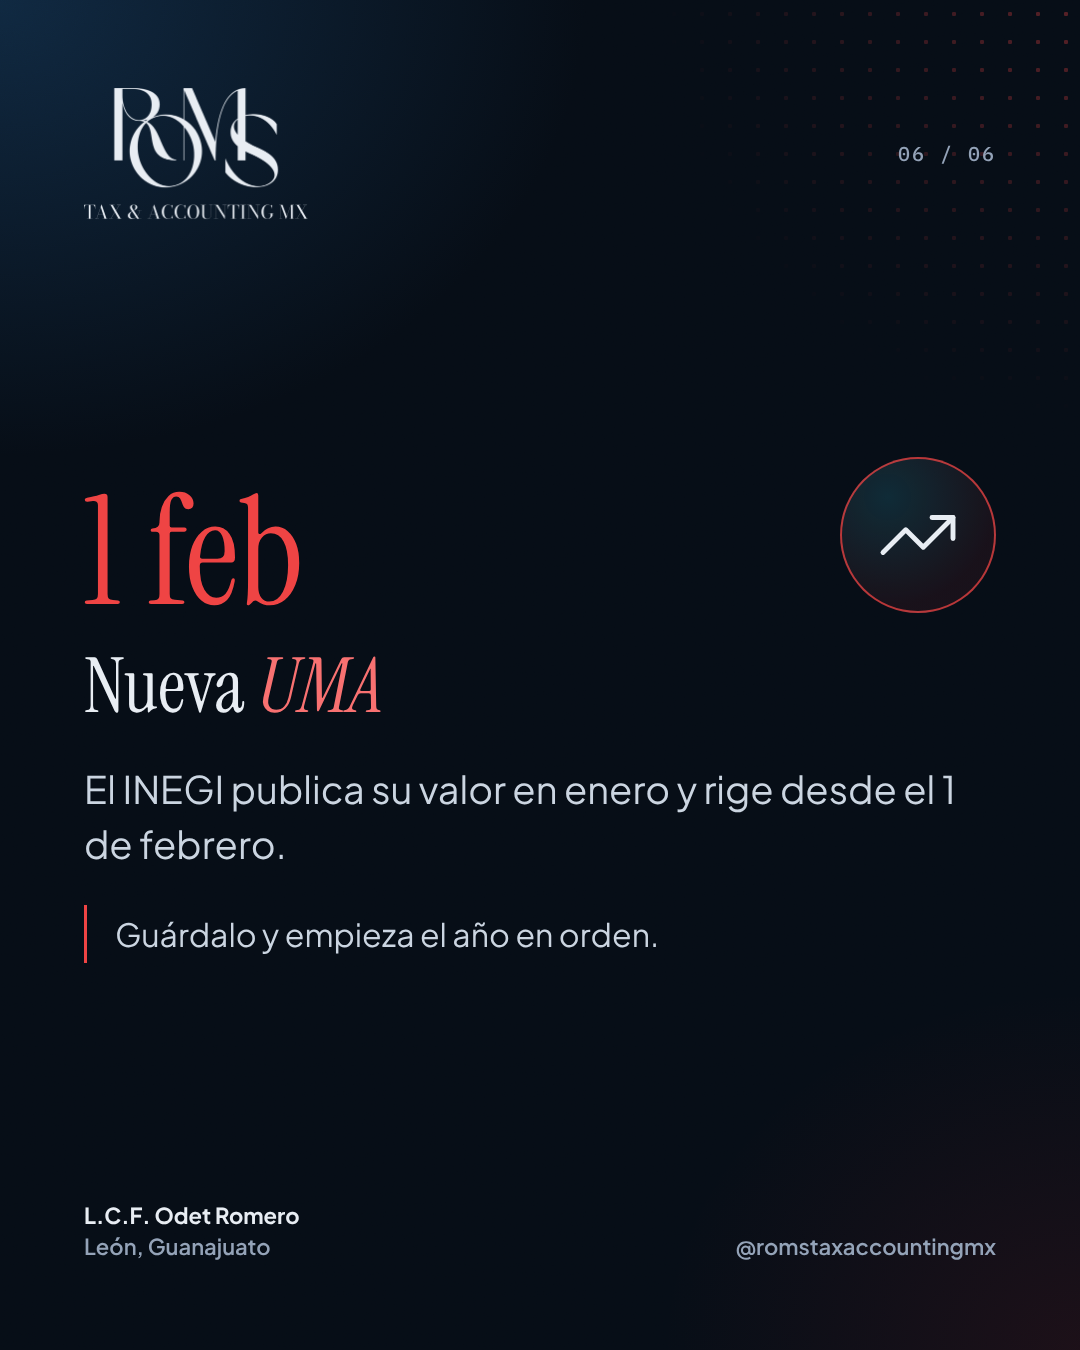 ROMS
TAX & ACCOUNTING MX
06 / 06
1 feb
Nueva UMA
El INEGI publica su valor en enero y rige desde el 1
de febrero.
Guárdalo y empieza el año en orden.
L.C.F. Odet Romero
León, Guanajuato
@romstaxaccountingmx